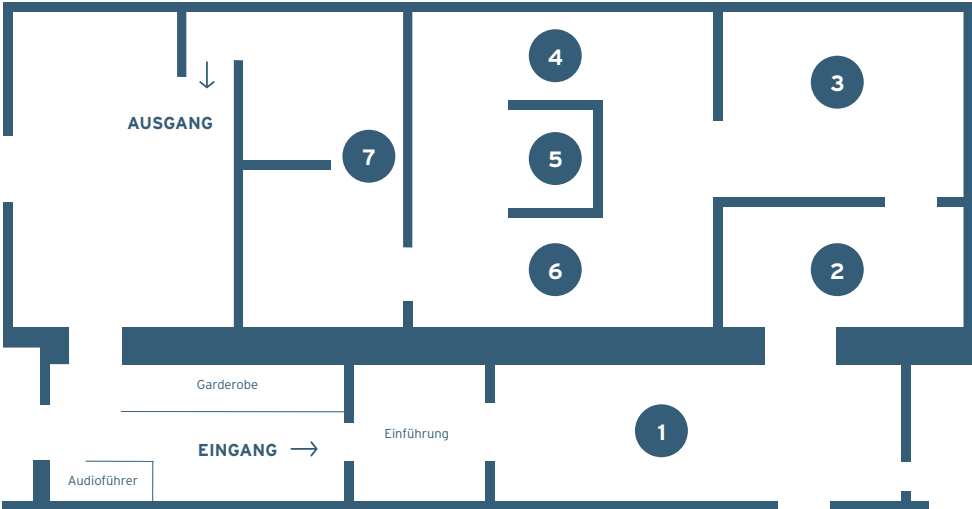 4
3
AUSGANG
7
5
6
2
Garderobe
1
Einführung
EINGANG
Audioführer